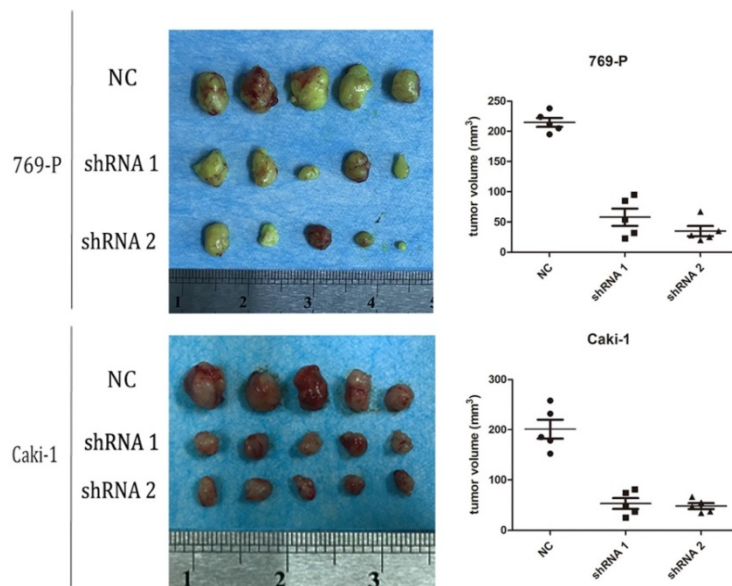 769-P
NC
shRNA 1
shRNA 2
1 2 3 4 5
769-P
tumor volume (mm³)
250
200
150
100
50
0
NC
shRNA 1
shRNA 2
Caki-1
NC
shRNA 1
shRNA 2
1 2 3
Caki-1
tumor volume (mm³)
300
200
100
0
NC
shRNA 1
shRNA 2